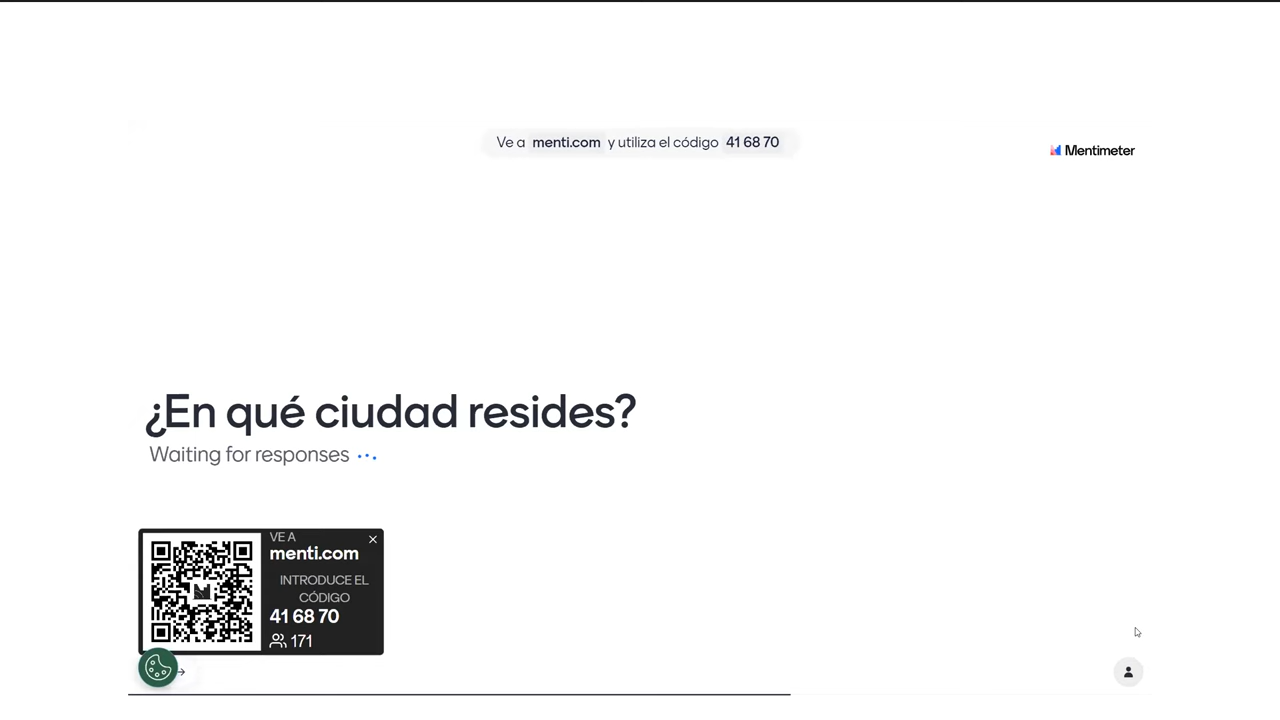 Ve a menti.com y utiliza el código 41 68 70
Mentimeter
¿En qué ciudad resides?
Waiting for responses
VE A
menti.com
INTRODUCE EL
CÓDIGO
41 68 70
171